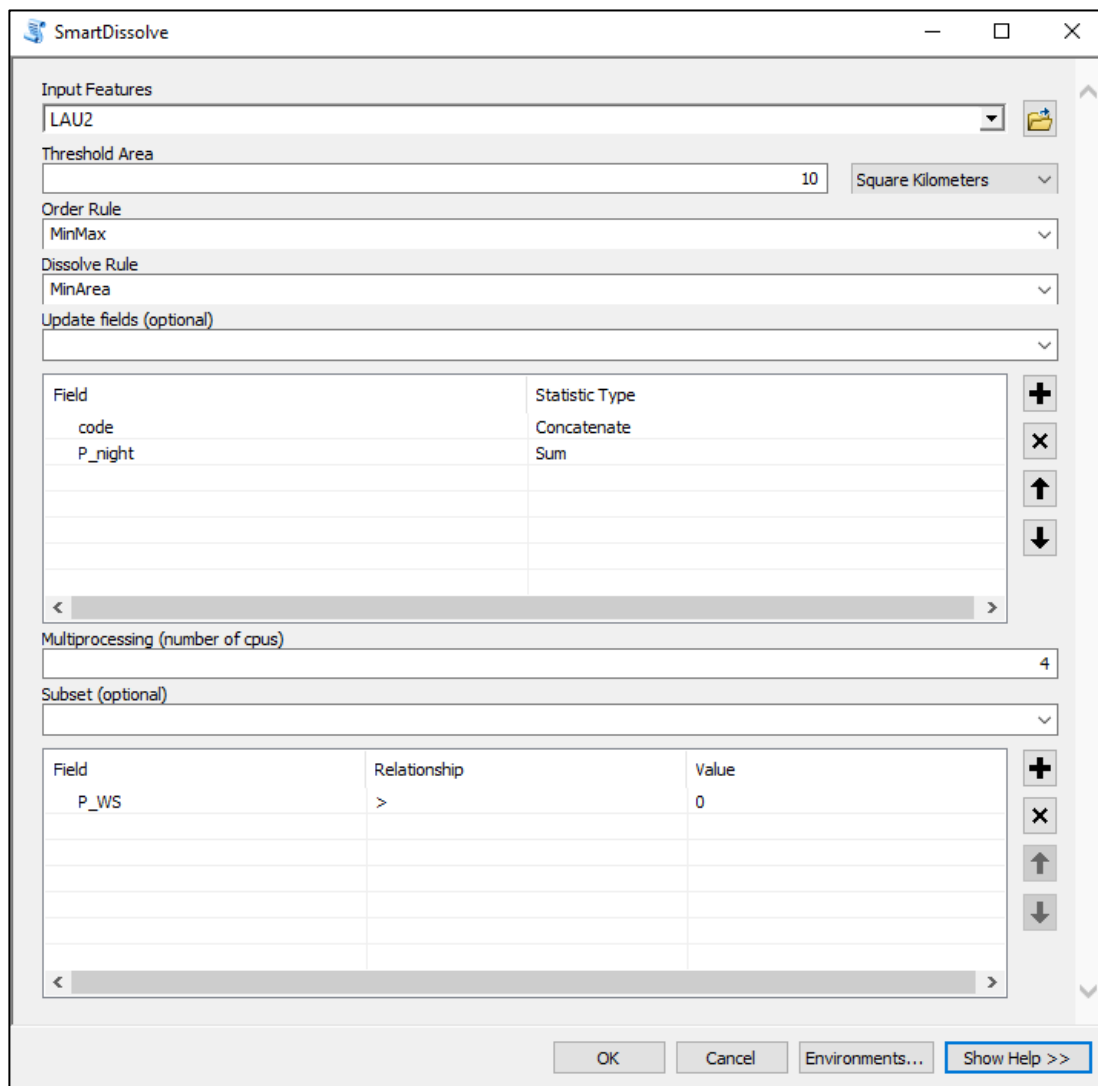 SmartDissolve
Input Features
LAU2
Threshold Area
10 Square Kilometers
Order Rule
MinMax
Dissolve Rule
MinArea
Update fields (optional)
Field Statistic Type
code Concatenate
P_night Sum
Multiprocessing (number of cpus)
4
Subset (optional)
Field Relationship Value
P_WS > 0
OK Cancel Environments... Show Help >>